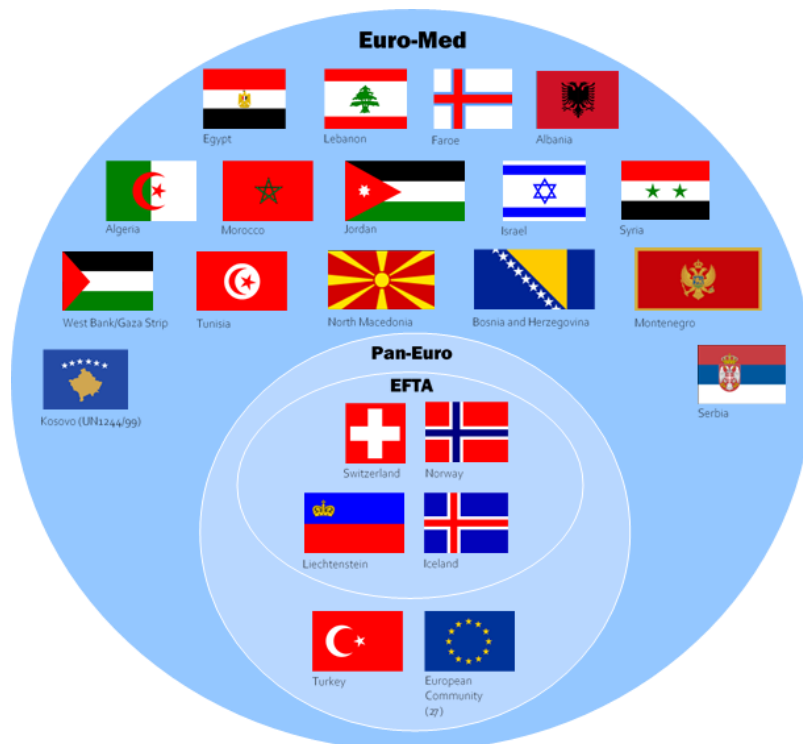 Euro-Med
Egypt
Lebanon
Faroe
Albania
Algeria
Morocco
Jordan
Israel
Syria
West Bank/Gaza Strip
Tunisia
North Macedonia
Bosnia and Herzegovina
Montenegro
Pan-Euro
EFTA
Kosovo (UN1244/99)
Serbia
Switzerland
Norway
Liechtenstein
Iceland
Turkey
European
Community
(27)